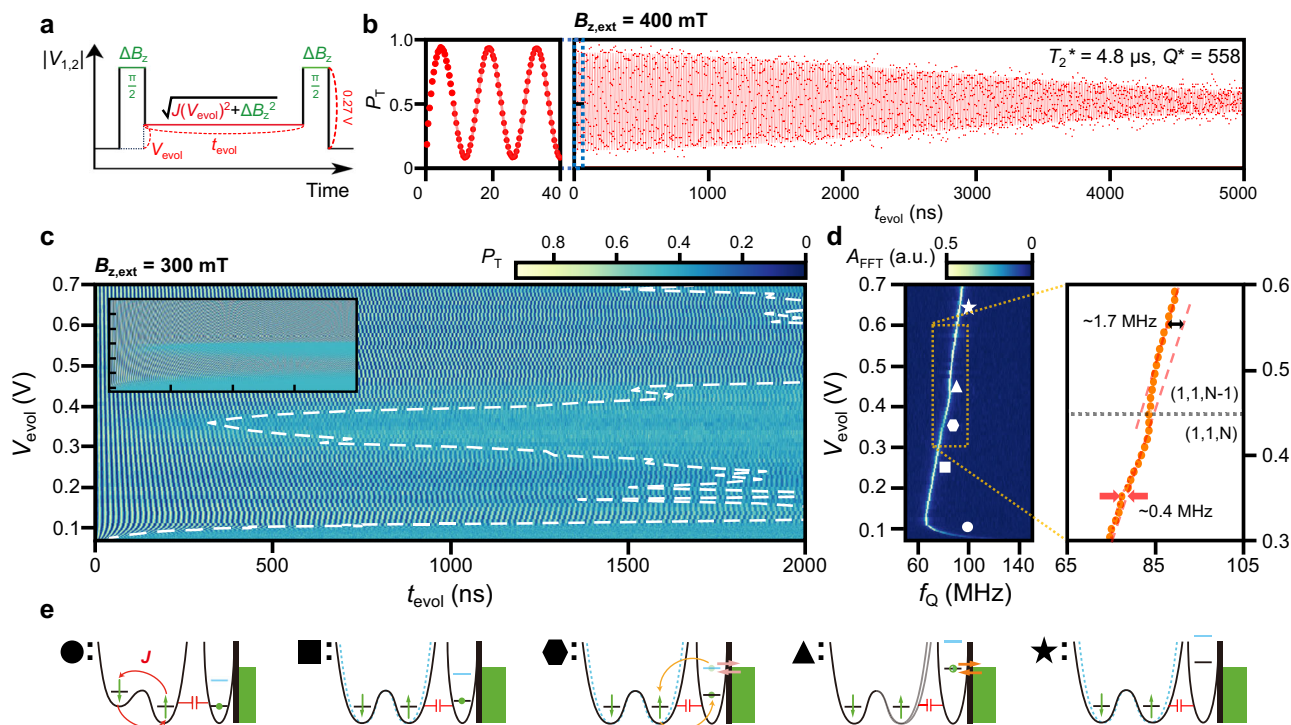 a
|V1,2|
ΔBz
ΔBz
π/2
π/2
√J(Vevol)²+ΔBz²
0.27 V
Vevol
tevol
Time
b
Bz,ext = 400 mT
T2* = 4.8 µs, Q* = 558
PT
1.0
0.5
0
0 20 40
0 1000 2000 3000 4000 5000
tevol (ns)
c
Bz,ext = 300 mT
PT
0.8 0.6 0.4 0.2 0
Vevol (V)
0.7
0.6
0.5
0.4
0.3
0.2
0.1
0 500 1000 1500 2000
tevol (ns)
d
AFFT (a.u.)
0.5 0
Vevol (V)
0.7
0.6
0.5
0.4
0.3
0.2
0.1
60 100 140
fQ (MHz)
~1.7 MHz
(1,1,N-1)
(1,1,N)
~0.4 MHz
0.6
0.5
0.4
0.3
65 85 105
e
:
J
:
:
:
: